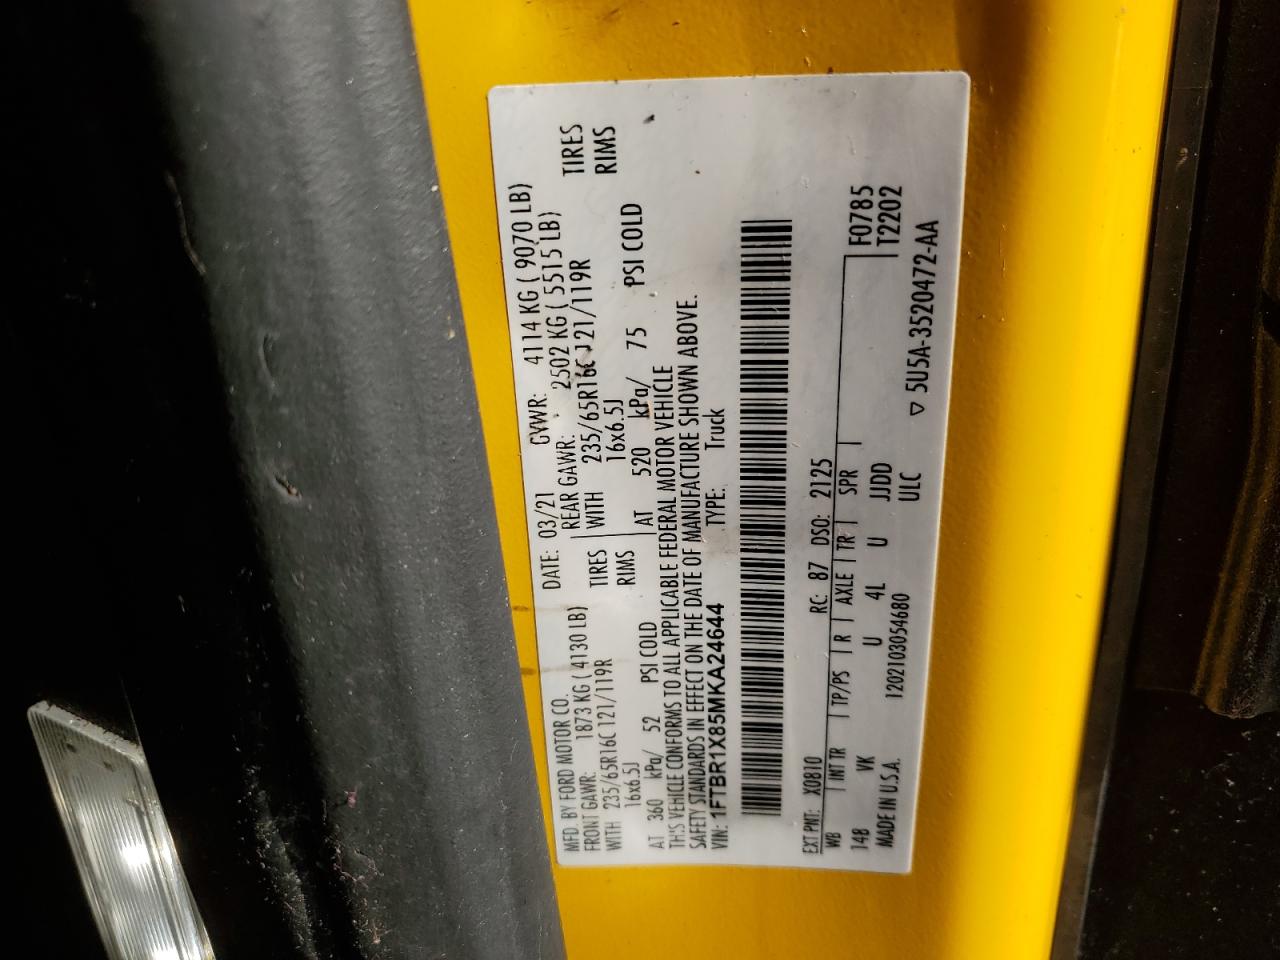 MFD. BY FORD MOTOR CO.
DATE: 03/21 GVWR: 4114 KG ( 9070 LB)
FRONT GAWR: 1873 KG ( 4130 LB) REAR GAWR: 2502 KG ( 5515 LB)
WITH 235/65R16C 121/119R TIRES WITH 235/65R16C 121/119R TIRES
16x6.5J RIMS 16x6.5J RIMS
AT 360 kPa/ 52 PSI COLD AT 520 kPa/ 75 PSI COLD
THIS VEHICLE CONFORMS TO ALL APPLICABLE FEDERAL MOTOR VEHICLE
SAFETY STANDARDS IN EFFECT ON THE DATE OF MANUFACTURE SHOWN ABOVE.
VIN: 1FTBR1X85MKA24644 TYPE: Truck
EXT PNT: X0810 RC: 87 DSO: 2125
WB INT TR TP/PS R AXLE TR SPR F0785
148 VK U 4L U JJDD T2202
MADE IN U.S.A. 1202103054680 ULC
▽ 5U5A-3520472-AA